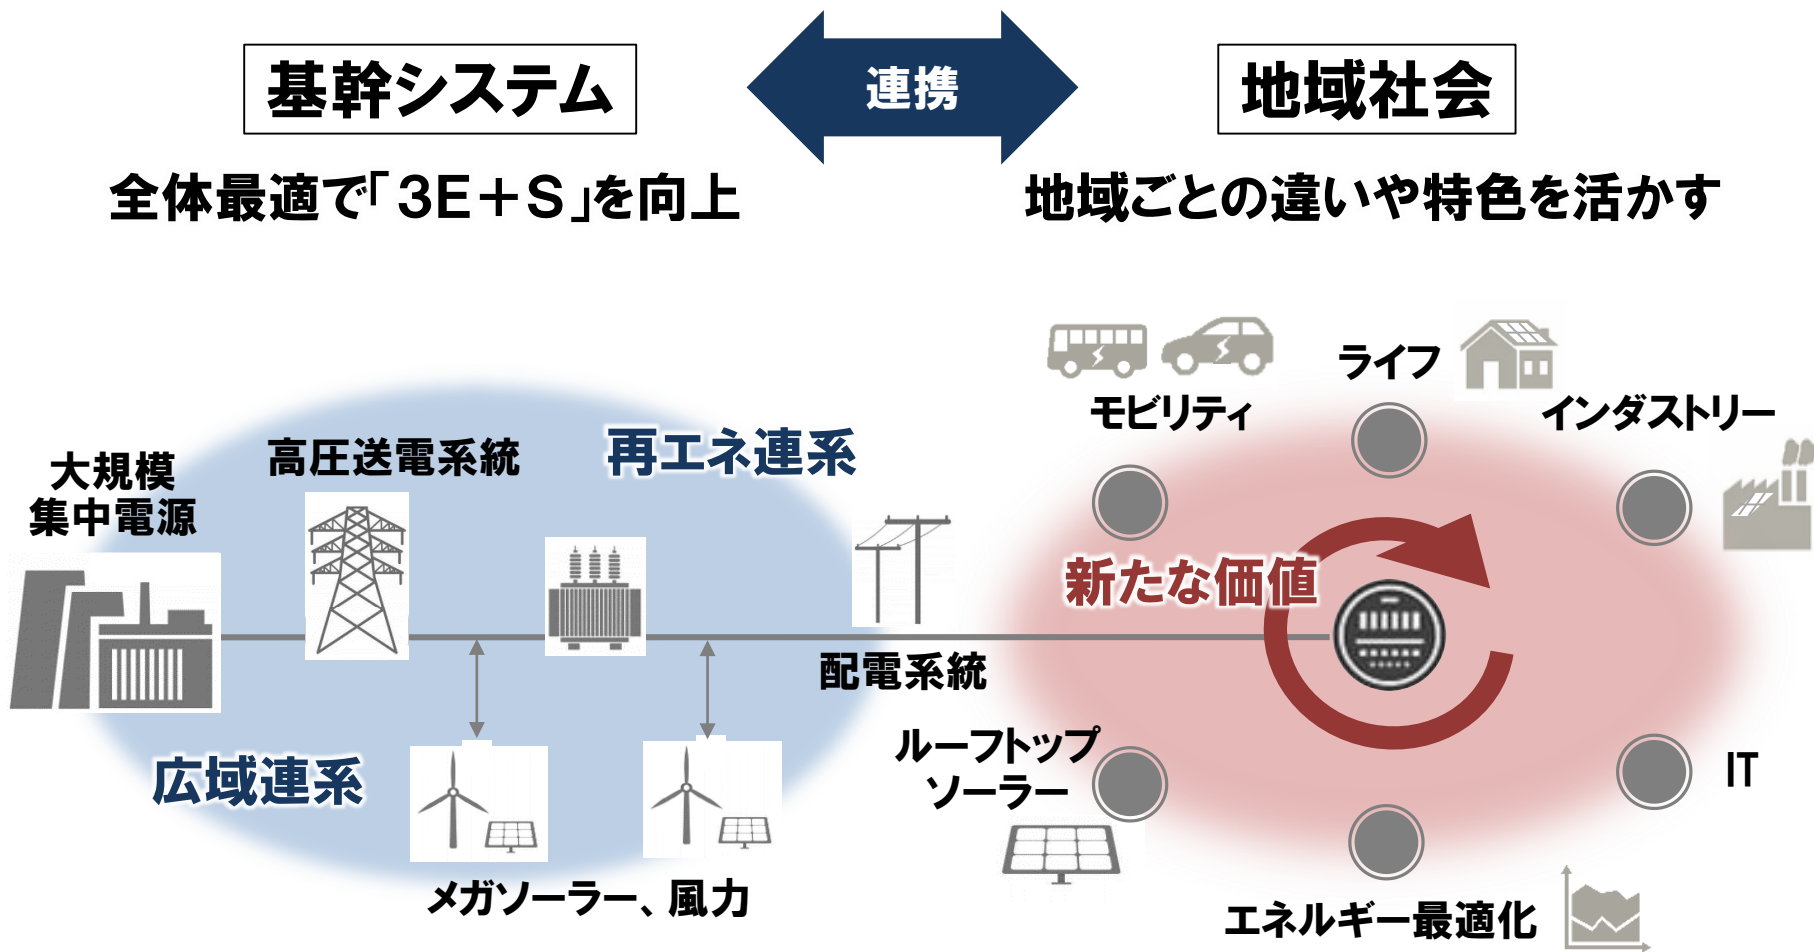 基幹システム
連携
地域社会
全体最適で「3E+S」を向上
地域ごとの違いや特色を活かす
ライフ
モビリティ
インダストリー
高圧送電系統
再エネ連系
大規模
集中電源
新たな価値
配電系統
広域連系
ルーフトップ
ソーラー
IT
メガソーラー、風力
エネルギー最適化